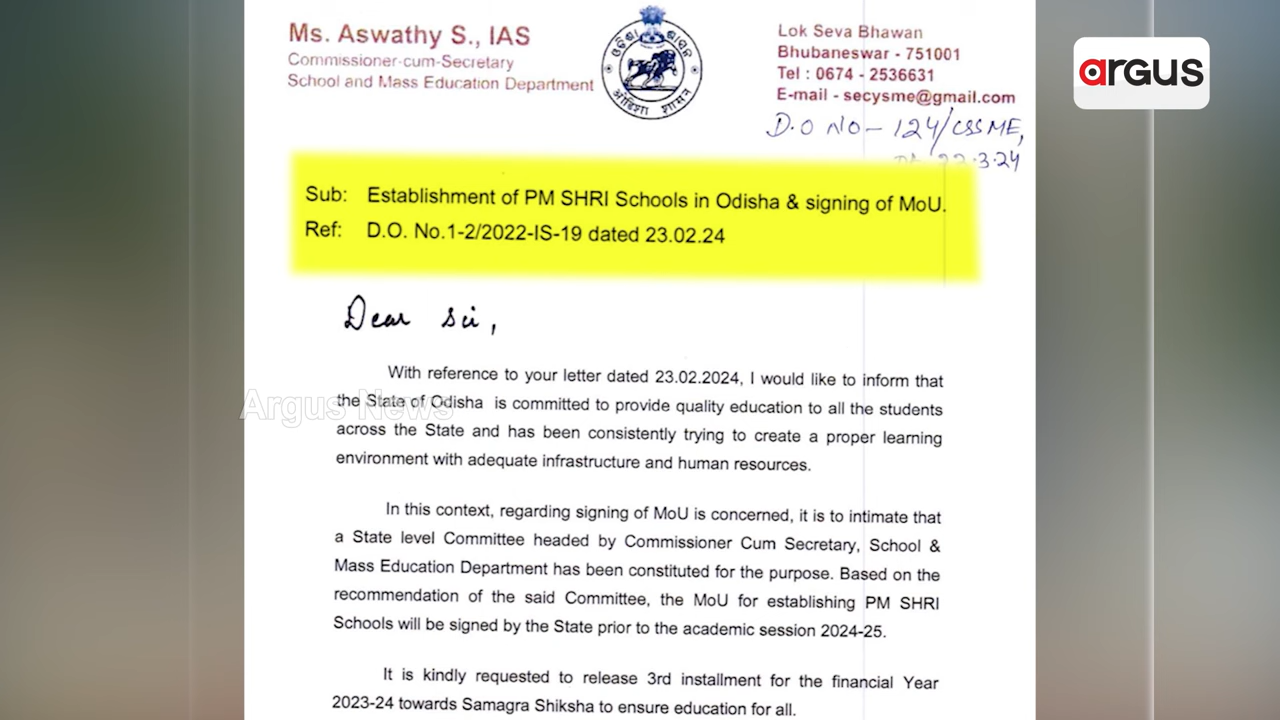 Ms. Aswathy S., IAS
Commissioner-cum-Secretary
School and Mass Education Department
ଓଡ଼ିଶା ଶାସନ
ओड़िशा शासन
Lok Seva Bhawan
Bhubaneswar - 751001
Tel : 0674 - 2536631
E-mail - secysme@gmail.com
argus
D.O NO - 124/CSSME,
22.3.24
Sub: Establishment of PM SHRI Schools in Odisha & signing of MoU.
Ref: D.O. No.1-2/2022-IS-19 dated 23.02.24
Dear Sir,
With reference to your letter dated 23.02.2024, I would like to inform that
the State of Odisha is committed to provide quality education to all the students
Argus News
across the State and has been consistently trying to create a proper learning
environment with adequate infrastructure and human resources.
In this context, regarding signing of MoU is concerned, it is to intimate that
a State level Committee headed by Commissioner Cum Secretary, School &
Mass Education Department has been constituted for the purpose. Based on the
recommendation of the said Committee, the MoU for establishing PM SHRI
Schools will be signed by the State prior to the academic session 2024-25.
It is kindly requested to release 3rd installment for the financial Year
2023-24 towards Samagra Shiksha to ensure education for all.